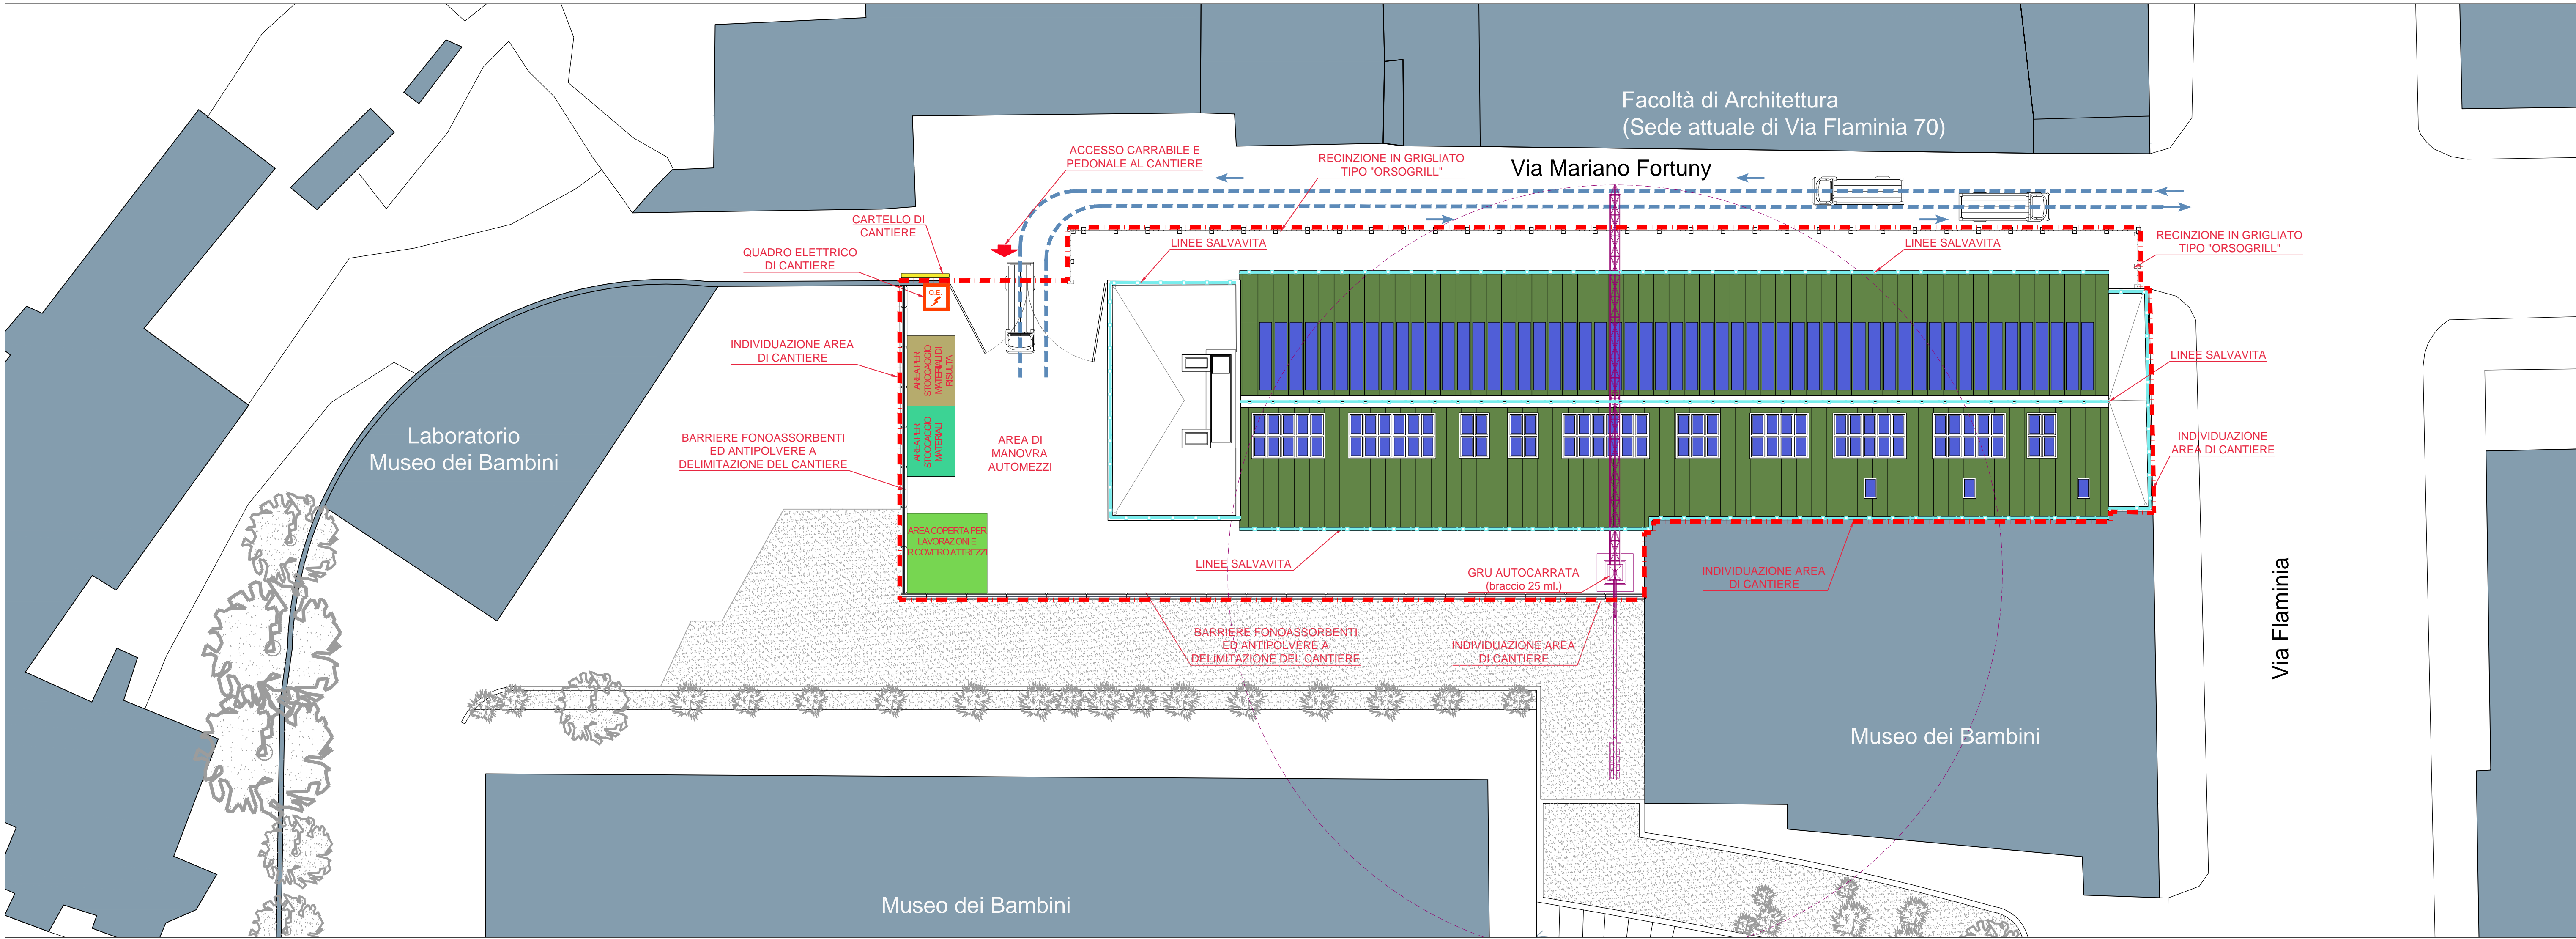 Facoltà di Architettura
(Sede attuale di Via Flaminia 70)
ACCESSO CARRABILE E
PEDONALE AL CANTIERE
RECINZIONE IN GRIGLIATO
TIPO "ORSOGRILL"
Via Mariano Fortuny
CARTELLO DI
CANTIERE
QUADRO ELETTRICO
DI CANTIERE
LINEE SALVAVITA
LINEE SALVAVITA
RECINZIONE IN GRIGLIATO
TIPO "ORSOGRILL"
Q.E.
INDIVIDUAZIONE AREA
DI CANTIERE
AREA PER
STOCCAGGIO
MATERIALI DI
RISULTA
LINEE SALVAVITA
Laboratorio
Museo dei Bambini
BARRIERE FONOASSORBENTI
ED ANTIPOLVERE A
DELIMITAZIONE DEL CANTIERE
AREA PER
STOCCAGGIO
MATERIALI
AREA DI
MANOVRA
AUTOMEZZI
INDIVIDUAZIONE
AREA DI CANTIERE
AREA COPERTA PER
LAVORAZIONI E
RICOVERO ATTREZZI
LINEE SALVAVITA
GRU AUTOCARRATA
(braccio 25 ml.)
INDIVIDUAZIONE AREA
DI CANTIERE
BARRIERE FONOASSORBENTI
ED ANTIPOLVERE A
DELIMITAZIONE DEL CANTIERE
INDIVIDUAZIONE AREA
DI CANTIERE
Via Flaminia
Museo dei Bambini
Museo dei Bambini